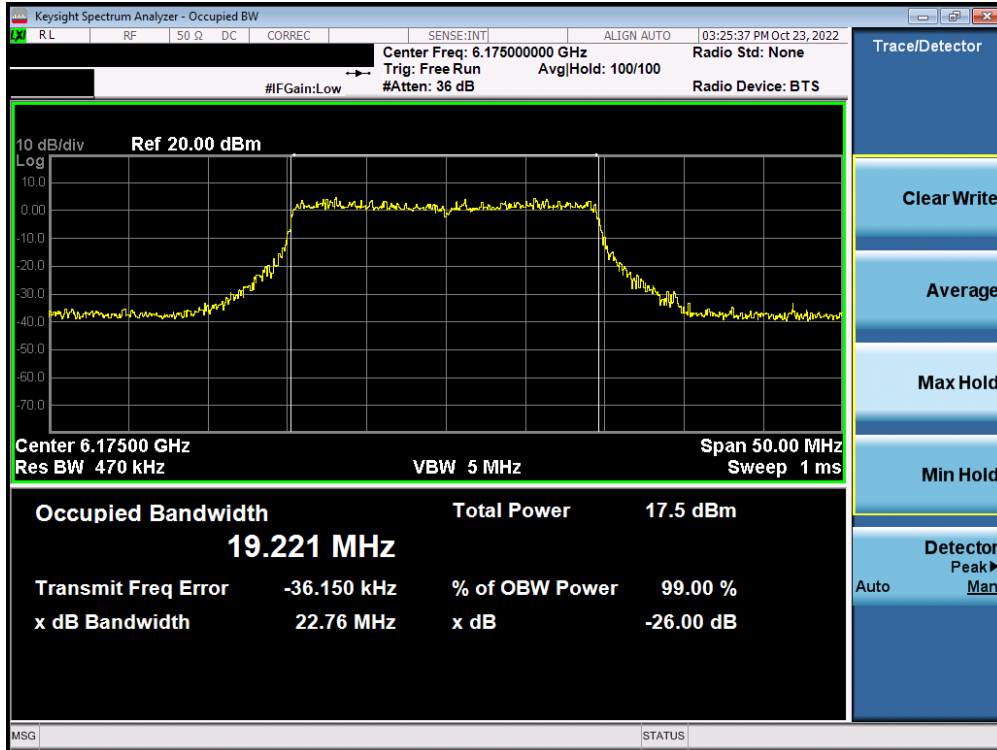 Keysight Spectrum Analyzer - Occupied BW
LXI RL RF 50 Ω DC CORREC SENSE:INT ALIGN AUTO 03:25:37 PM Oct 23, 2022
Center Freq: 6.175000000 GHz Radio Std: None
Trig: Free Run Avg|Hold: 100/100
#IFGain:Low #Atten: 36 dB Radio Device: BTS
Trace/Detector
10 dB/div Ref 20.00 dBm
Log
10.0
0.00
-10.0
-20.0
-30.0
-40.0
-50.0
-60.0
-70.0
Center 6.17500 GHz Span 50.00 MHz
Res BW 470 kHz VBW 5 MHz Sweep 1 ms
Occupied Bandwidth Total Power 17.5 dBm
19.221 MHz
Transmit Freq Error -36.150 kHz % of OBW Power 99.00 %
x dB Bandwidth 22.76 MHz x dB -26.00 dB
Clear Write
Average
Max Hold
Min Hold
Detector
Peak▶
Auto Man
MSG STATUS